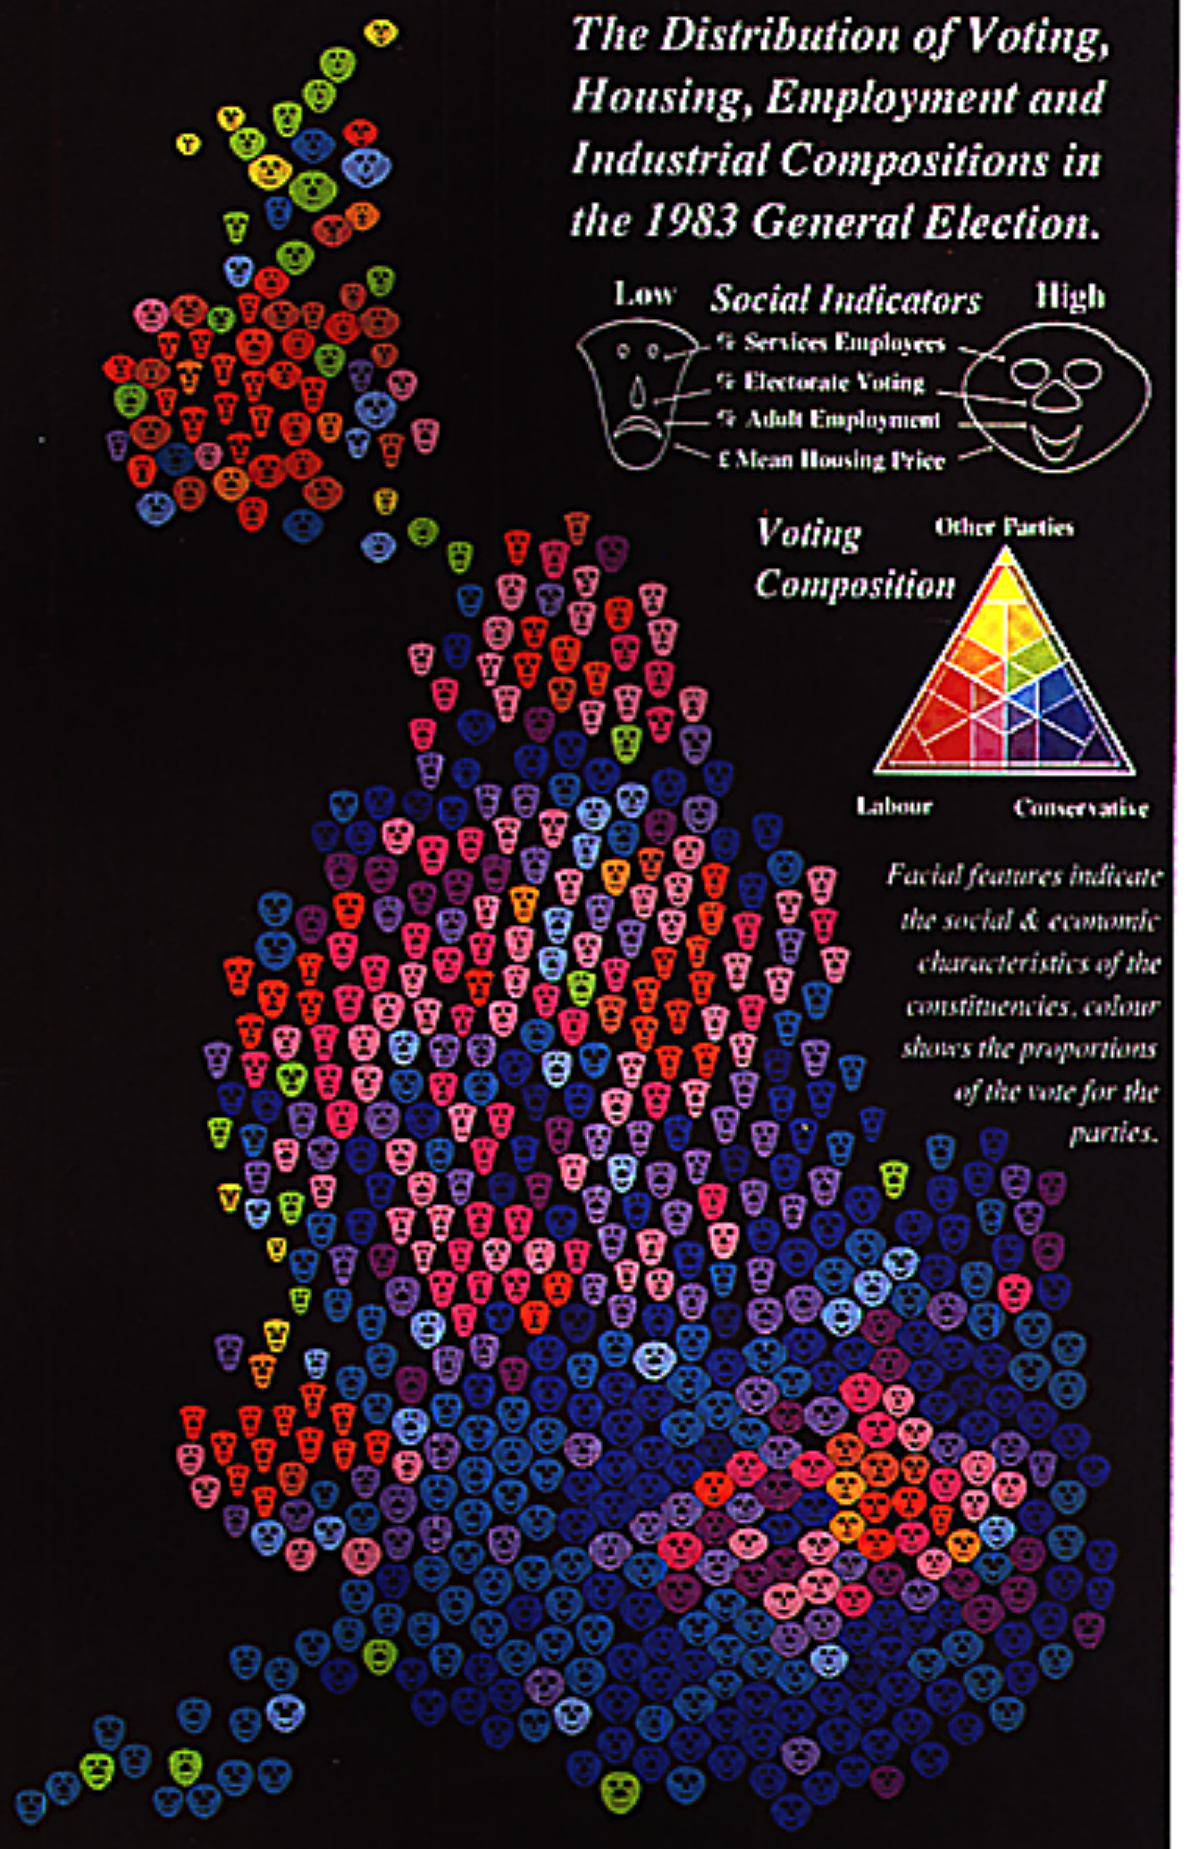 The Distribution of Voting,
Housing, Employment and
Industrial Compositions in
the 1983 General Election.
Low Social Indicators High
% Services Employees
% Electorate Voting
% Adult Employment
£ Mean Housing Price
Voting
Composition
Other Parties
Labour Conservative
Facial features indicate
the social & economic
characteristics of the
constituencies, colour
shows the proportions
of the vote for the
parties.